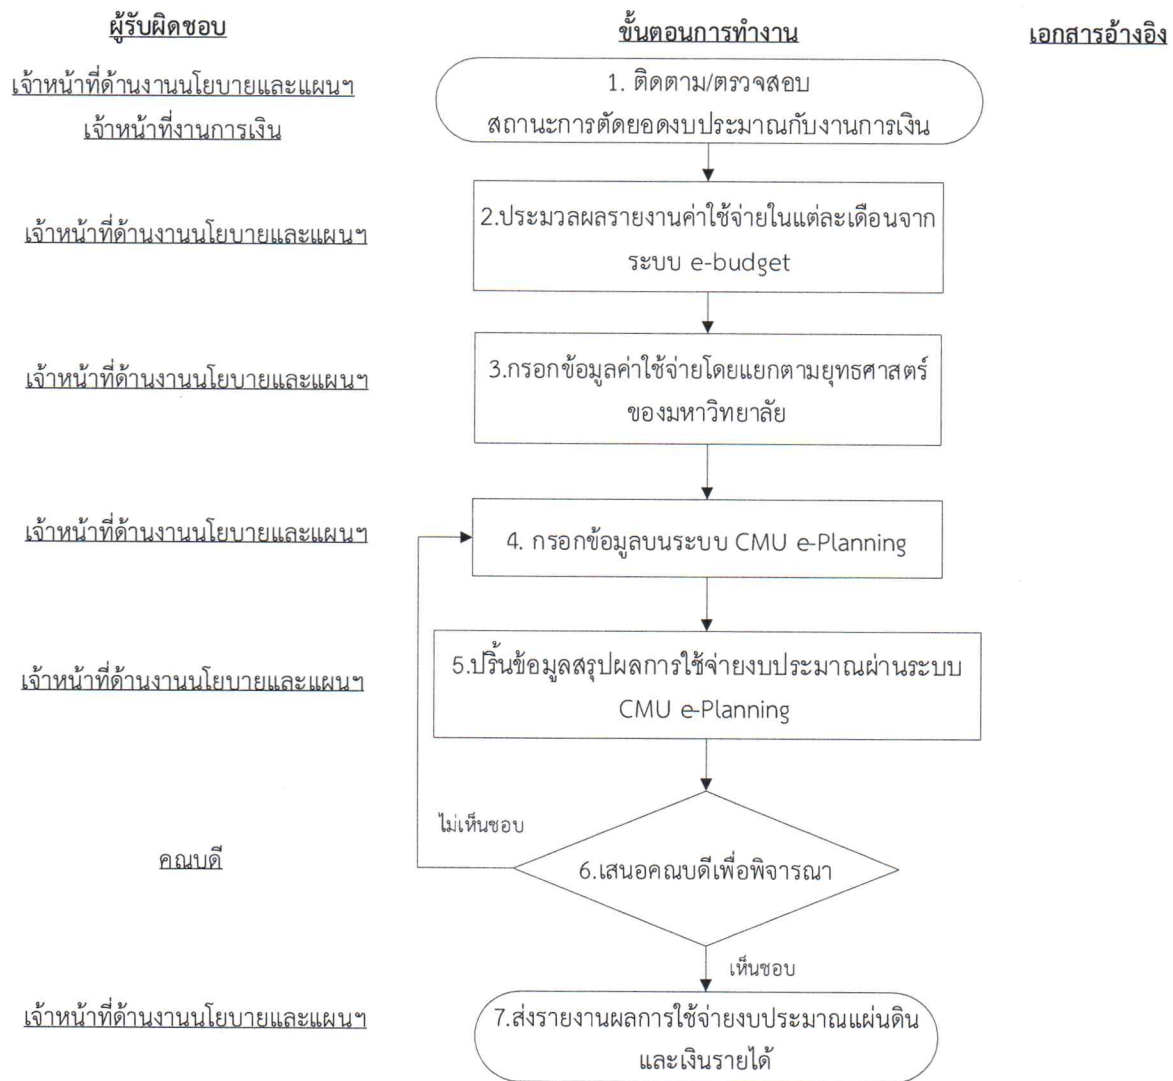 ผู้รับผิดชอบ ขั้นตอนการทำงาน เอกสารอ้างอิง
เจ้าหน้าที่ด้านงานนโยบายและแผนฯ
เจ้าหน้าที่งานการเงิน
1. ติดตาม/ตรวจสอบ
สถานะการตัดยอดงบประมาณกับงานการเงิน
เจ้าหน้าที่ด้านงานนโยบายและแผนฯ
2.ประมวลผลรายงานค่าใช้จ่ายในแต่ละเดือนจาก
ระบบ e-budget
เจ้าหน้าที่ด้านงานนโยบายและแผนฯ
3.กรอกข้อมูลค่าใช้จ่ายโดยแยกตามยุทธศาสตร์
ของมหาวิทยาลัย
เจ้าหน้าที่ด้านงานนโยบายและแผนฯ
4. กรอกข้อมูลบนระบบ CMU e-Planning
เจ้าหน้าที่ด้านงานนโยบายและแผนฯ
5.ปริ้นข้อมูลสรุปผลการใช้จ่ายงบประมาณผ่านระบบ
CMU e-Planning
ไม่เห็นชอบ
คณบดี
6.เสนอคณบดีเพื่อพิจารณา
เห็นชอบ
เจ้าหน้าที่ด้านงานนโยบายและแผนฯ
7.ส่งรายงานผลการใช้จ่ายงบประมาณแผ่นดิน
และเงินรายได้